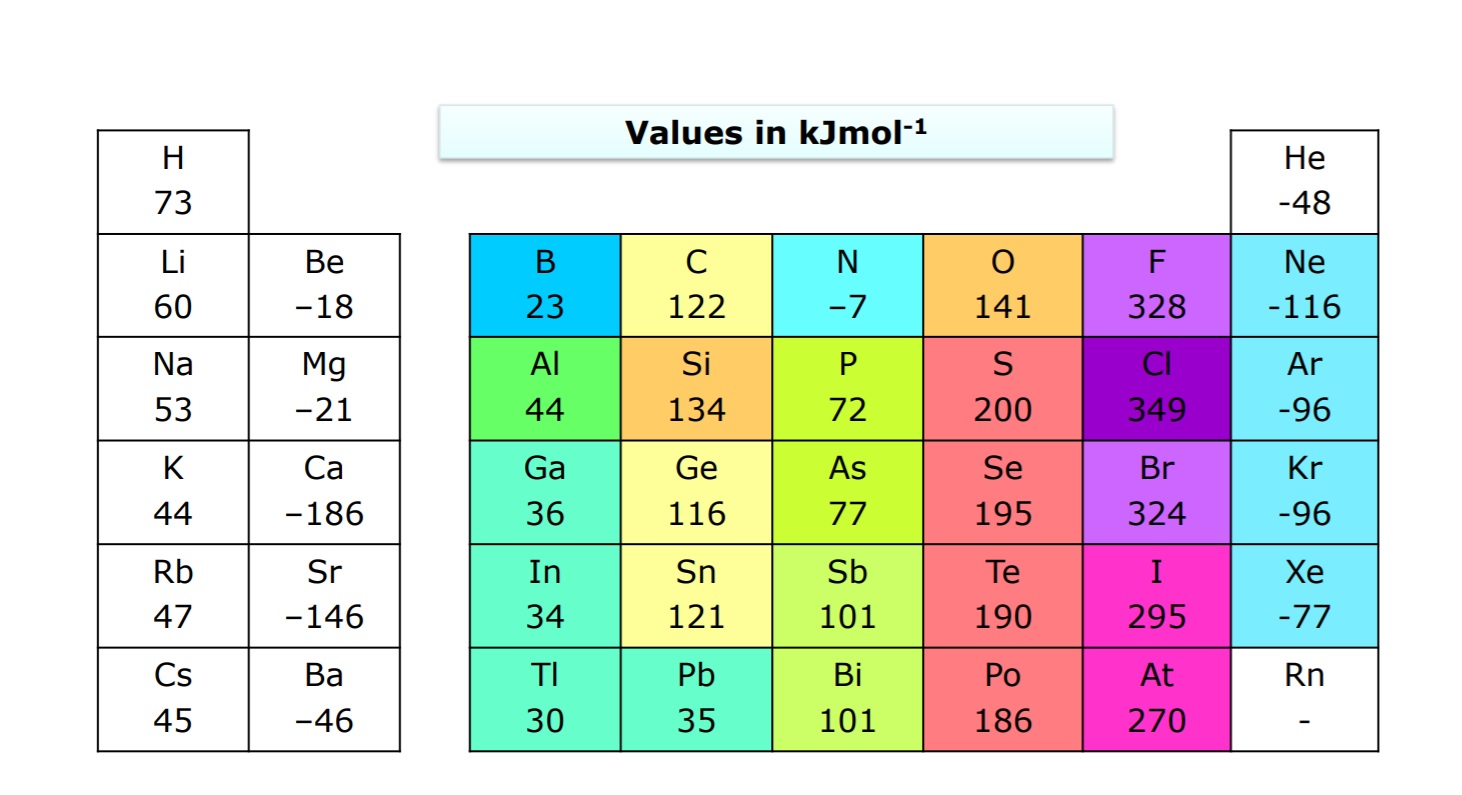 Values in kJmol-1
H He
73 -48
Li Be B C N O F Ne
60 –18 23 122 –7 141 328 -116
Na Mg Al Si P S Cl Ar
53 –21 44 134 72 200 349 -96
K Ca Ga Ge As Se Br Kr
44 –186 36 116 77 195 324 -96
Rb Sr In Sn Sb Te I Xe
47 –146 34 121 101 190 295 -77
Cs Ba Tl Pb Bi Po At Rn
45 –46 30 35 101 186 270 -